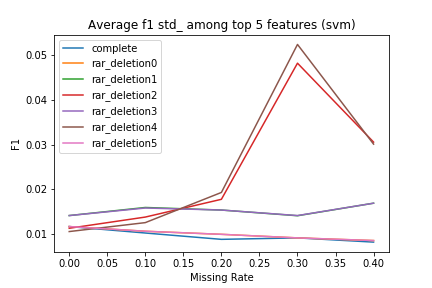 Average f1 std_ among top 5 features (svm)
complete
rar_deletion0
rar_deletion1
rar_deletion2
rar_deletion3
rar_deletion4
rar_deletion5
F1
0.05
0.04
0.03
0.02
0.01
0.00 0.05 0.10 0.15 0.20 0.25 0.30 0.35 0.40
Missing Rate